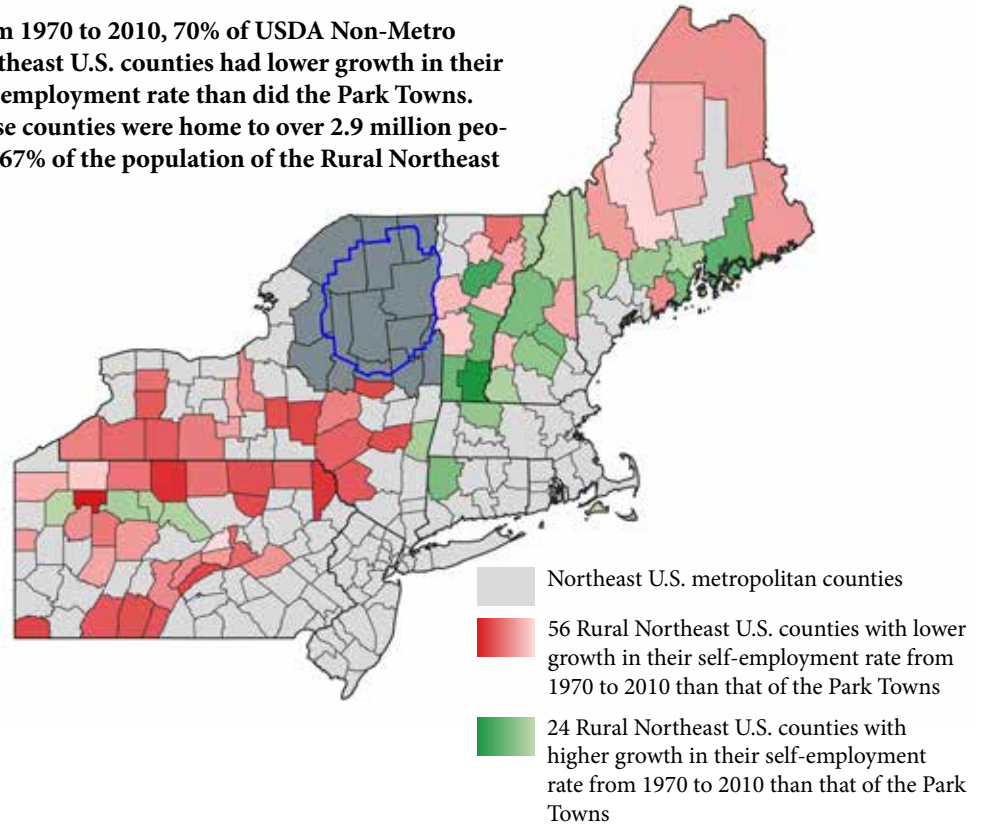 m 1970 to 2010, 70% of USDA Non-Metro
theast U.S. counties had lower growth in their
employment rate than did the Park Towns.
se counties were home to over 2.9 million peo-
67% of the population of the Rural Northeast
Northeast U.S. metropolitan counties
56 Rural Northeast U.S. counties with lower
growth in their self-employment rate from
1970 to 2010 than that of the Park Towns
24 Rural Northeast U.S. counties with
higher growth in their self-employment
rate from 1970 to 2010 than that of the Park
Towns